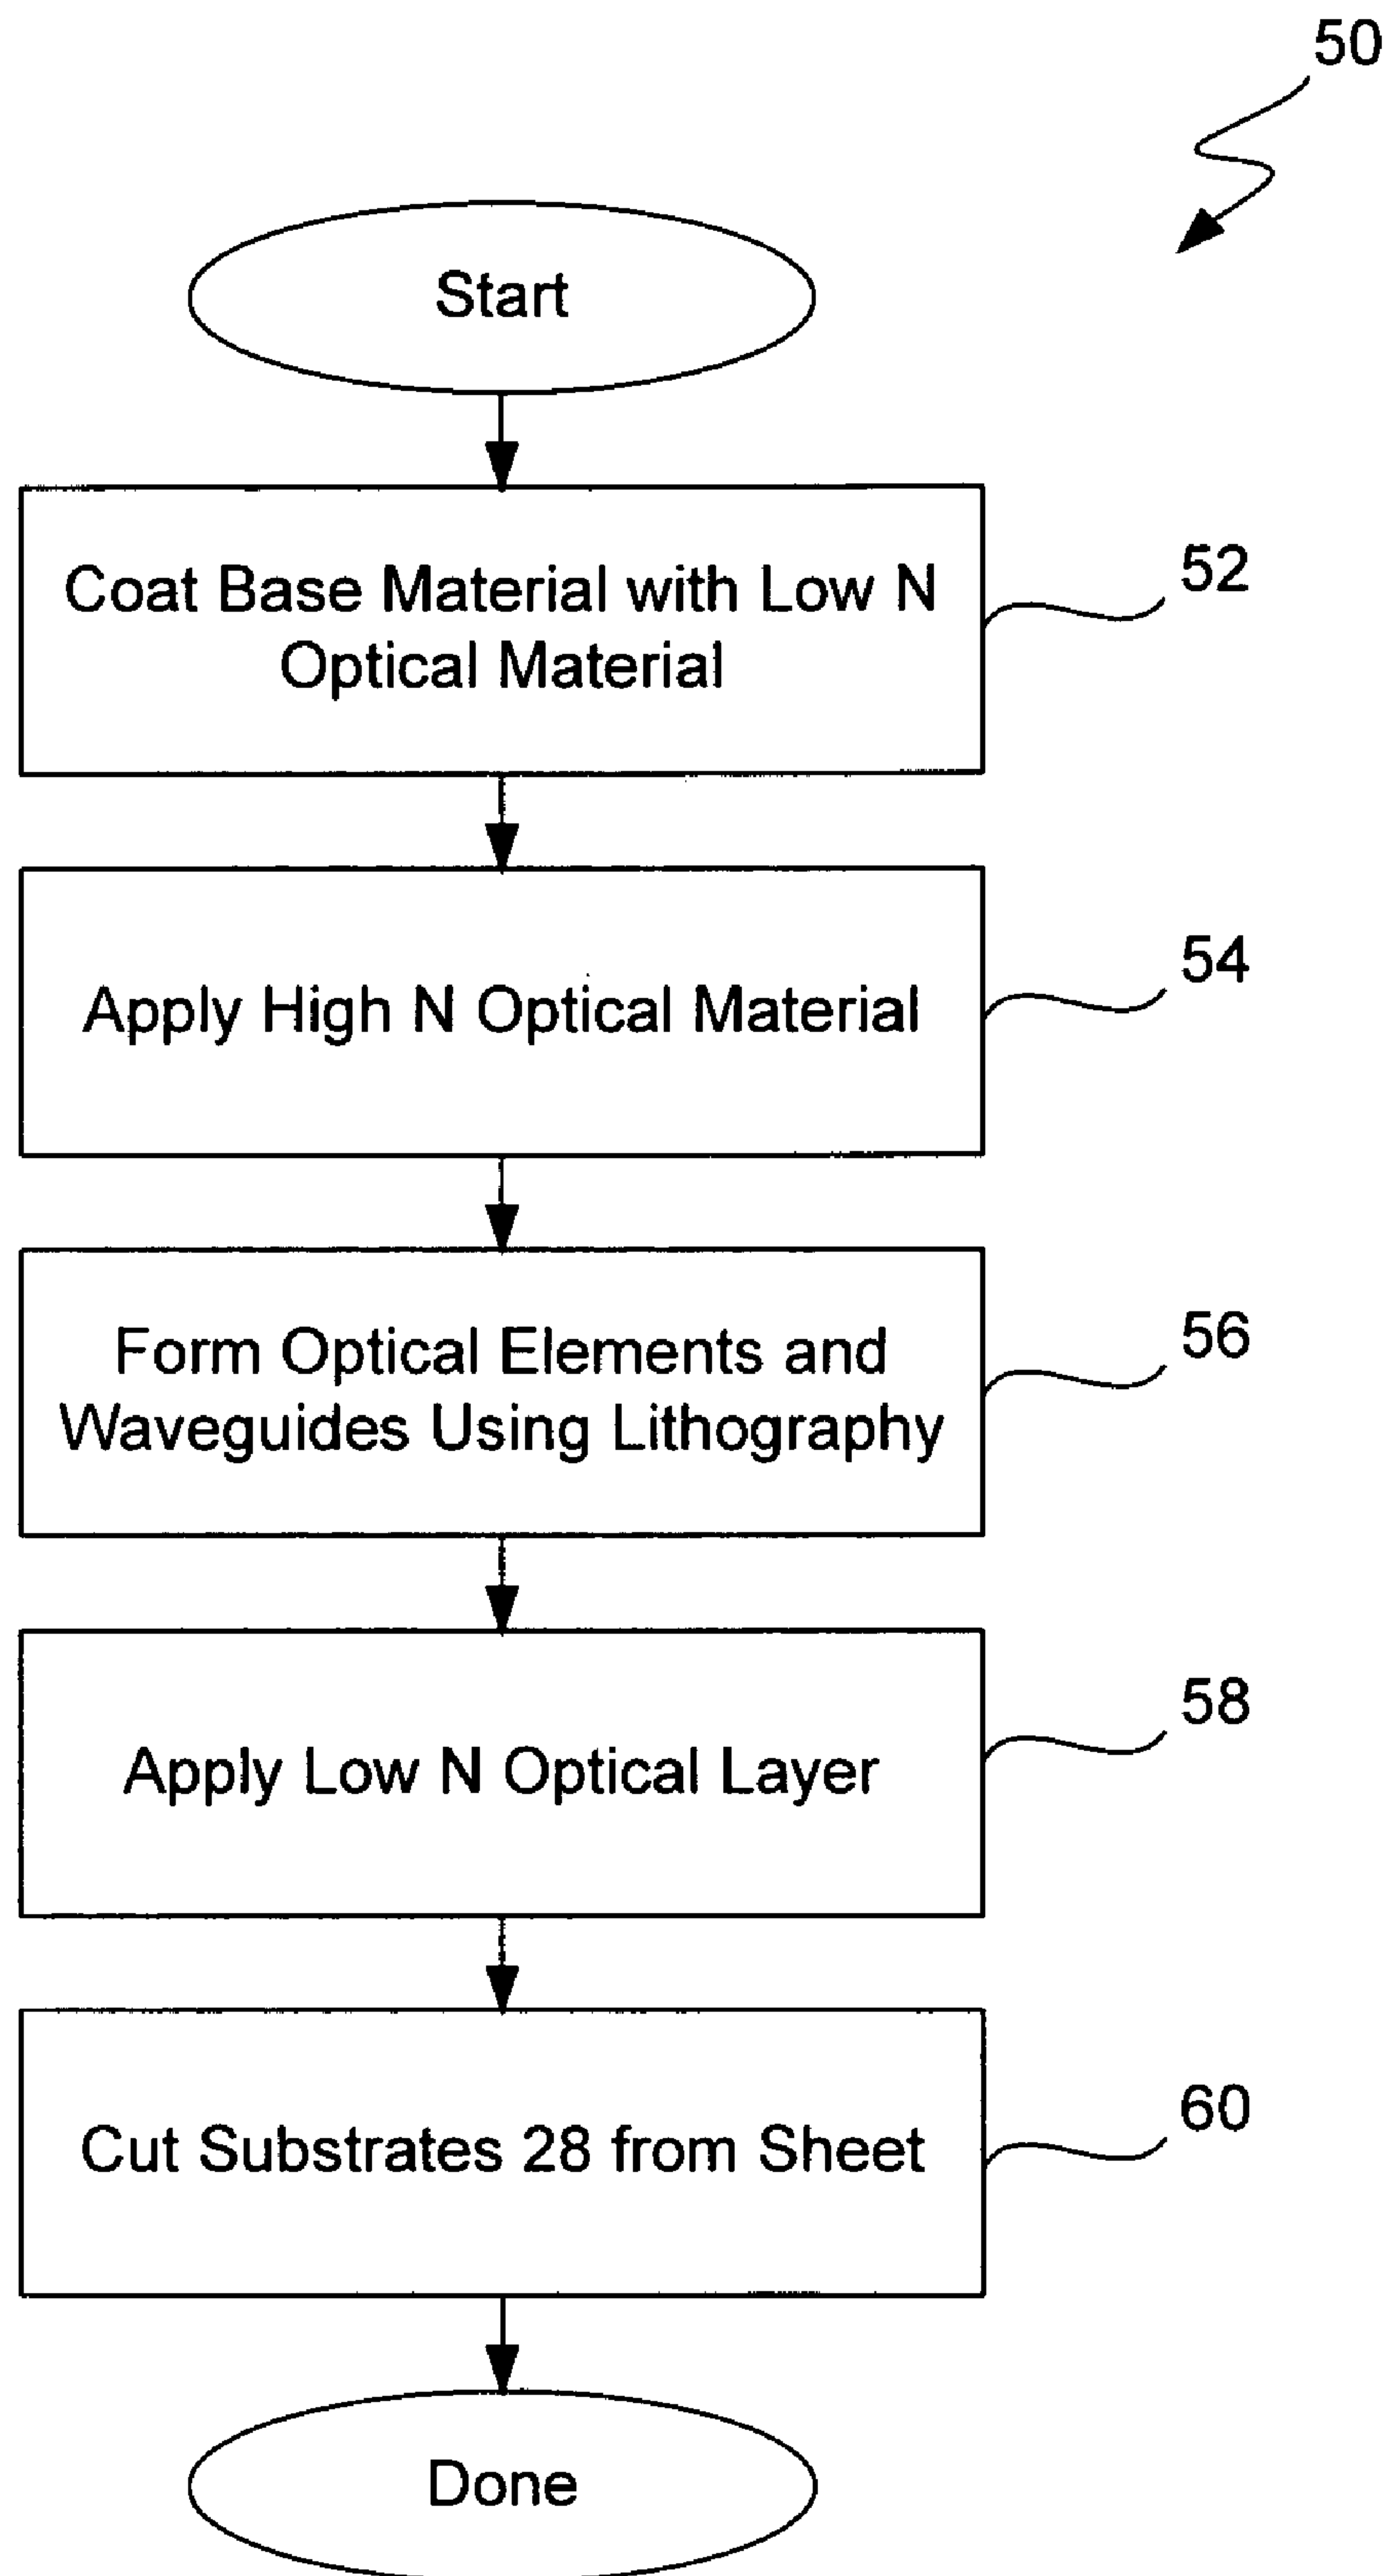 50
Start
Coat Base Material with Low N
Optical Material
52
Apply High N Optical Material
54
Form Optical Elements and
Waveguides Using Lithography
56
Apply Low N Optical Layer
58
Cut Substrates 28 from Sheet
60
Done